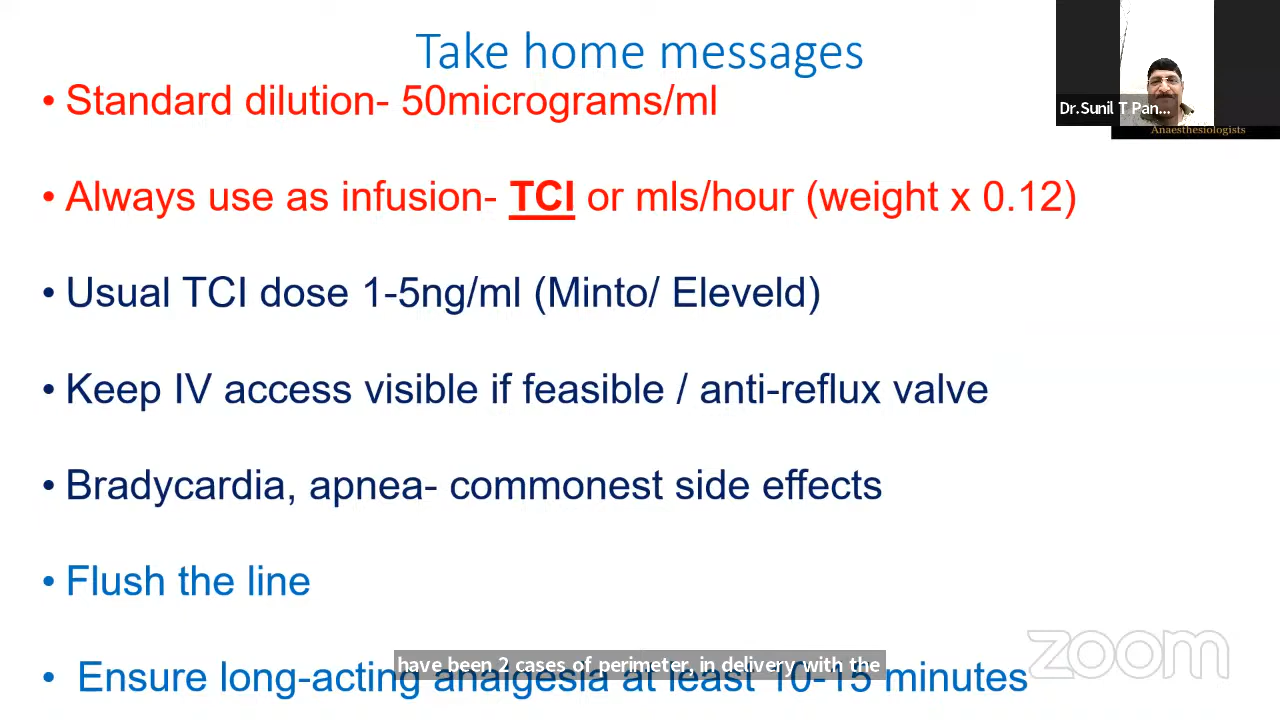 Take home messages
• Standard dilution- 50micrograms/ml
• Always use as infusion- TCI or mls/hour (weight x 0.12)
• Usual TCI dose 1-5ng/ml (Minto/ Eleveld)
• Keep IV access visible if feasible / anti-reflux valve
• Bradycardia, apnea- commonest side effects
• Flush the line
• Ensure long-acting analgesia at least 10-15 minutes
have been 2 cases of perimeter, in delivery with the
Dr.Sunil T Pan...
Anaesthesiologists
zoom